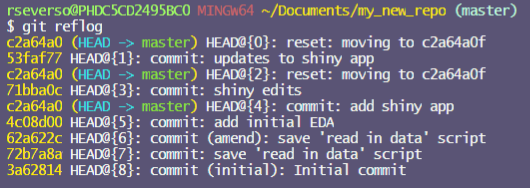 rseverso@PHDC5CD2495BC0 MINGW64 ~/Documents/my_new_repo (master)
$ git reflog
c2a64a0 (HEAD -> master) HEAD@{0}: reset: moving to c2a64a0f
53faf77 HEAD@{1}: commit: updates to shiny app
c2a64a0 (HEAD -> master) HEAD@{2}: reset: moving to c2a64a0f
71bba0c HEAD@{3}: commit: shiny edits
c2a64a0 (HEAD -> master) HEAD@{4}: commit: add shiny app
4c08d00 HEAD@{5}: commit: add initial EDA
62a622c HEAD@{6}: commit (amend): save 'read in data' script
72b7a8a HEAD@{7}: commit: save 'read in data' script
3a62814 HEAD@{8}: commit (initial): Initial commit